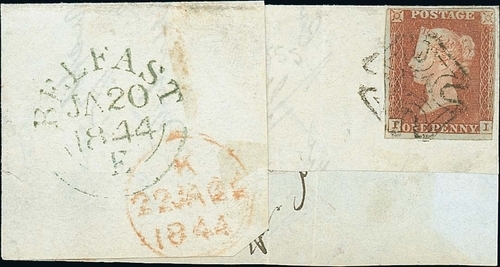 BELFAST
JA 20
1844
E
K
22 JA 22
1844
POSTAGE
ONE PENNY
I